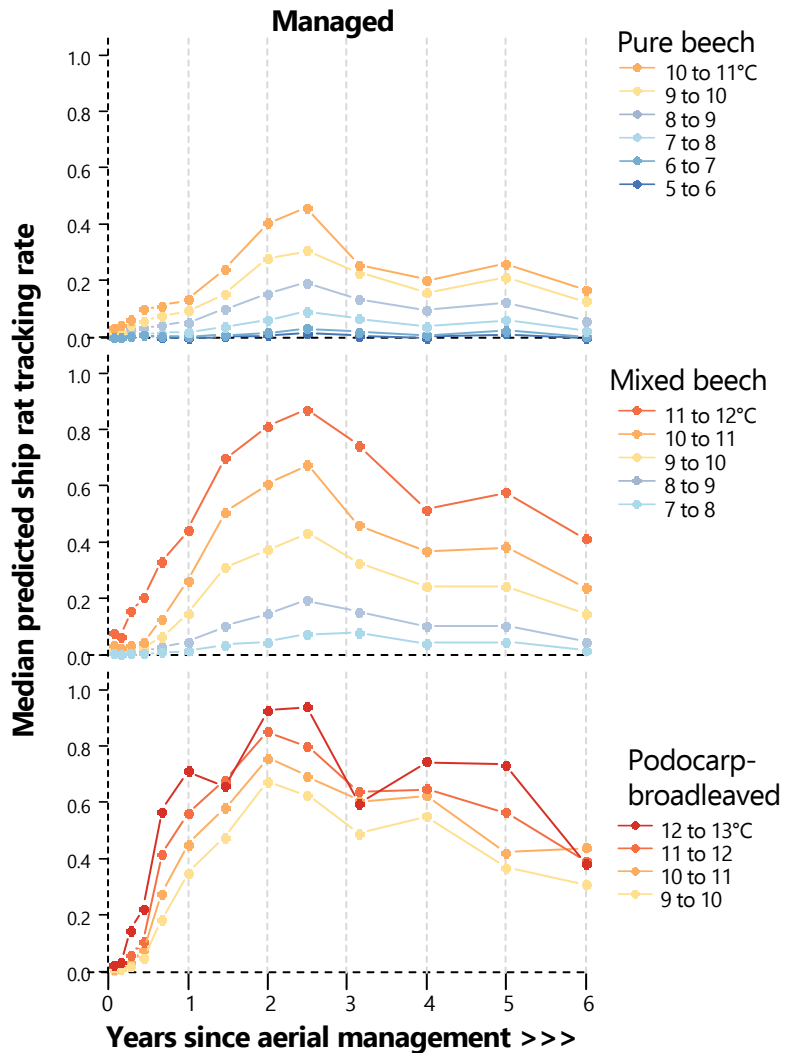 Managed
Median predicted ship rat tracking rate
1.0
0.8
0.6
0.4
0.2
0.0
Pure beech
10 to 11°C
9 to 10
8 to 9
7 to 8
6 to 7
5 to 6
1.0
0.8
0.6
0.4
0.2
0.0
Mixed beech
11 to 12°C
10 to 11
9 to 10
8 to 9
7 to 8
1.0
0.8
0.6
0.4
0.2
0.0
Podocarp-
broadleaved
12 to 13°C
11 to 12
10 to 11
9 to 10
0 1 2 3 4 5 6
Years since aerial management >>>